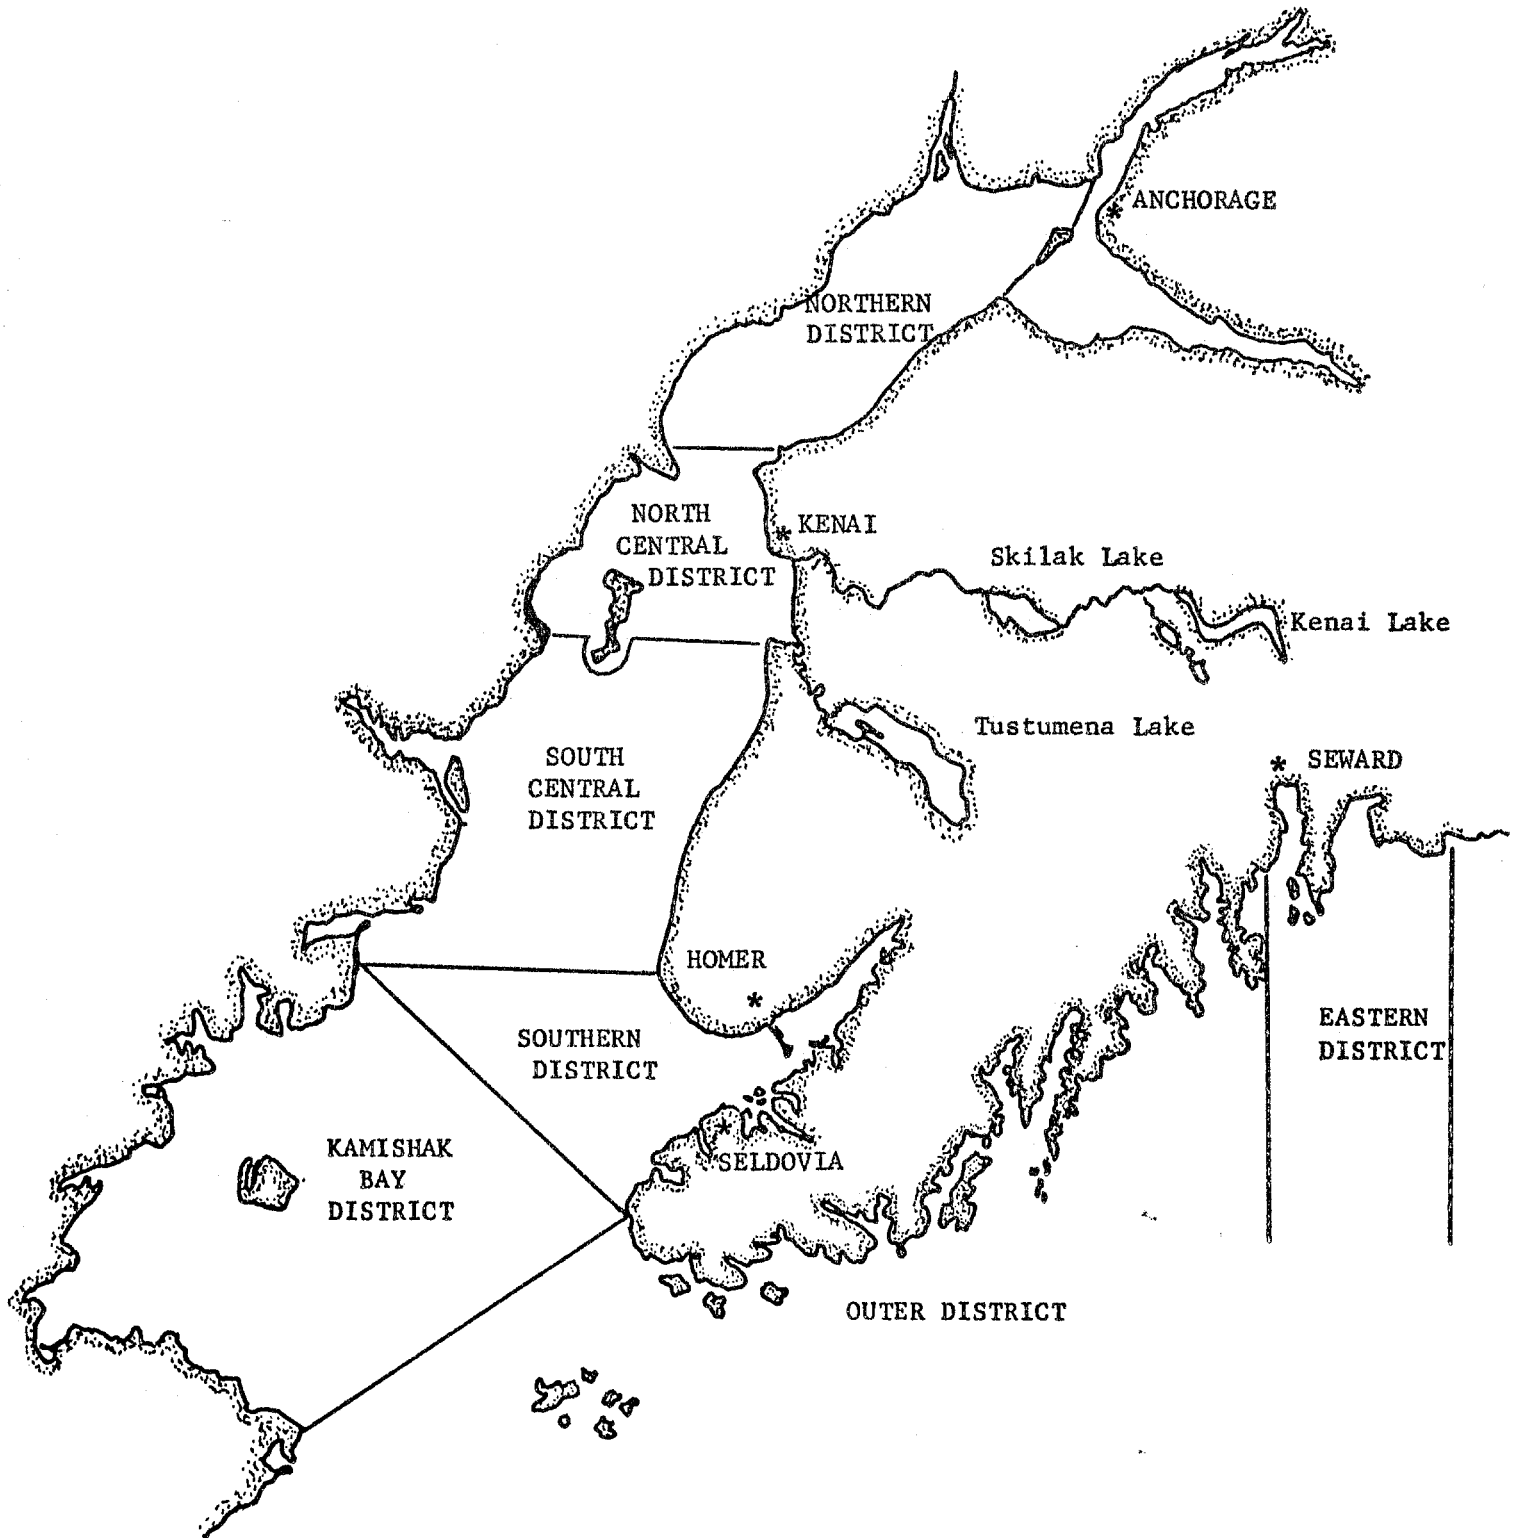 * ANCHORAGE
NORTHERN
DISTRICT
NORTH
CENTRAL
DISTRICT
* KENAI
Skilak Lake
Kenai Lake
Tustumena Lake
SOUTH
CENTRAL
DISTRICT
* SEWARD
HOMER
*
SOUTHERN
DISTRICT
EASTERN
DISTRICT
KAMISHAK
BAY
DISTRICT
*
SELDOVIA
OUTER DISTRICT